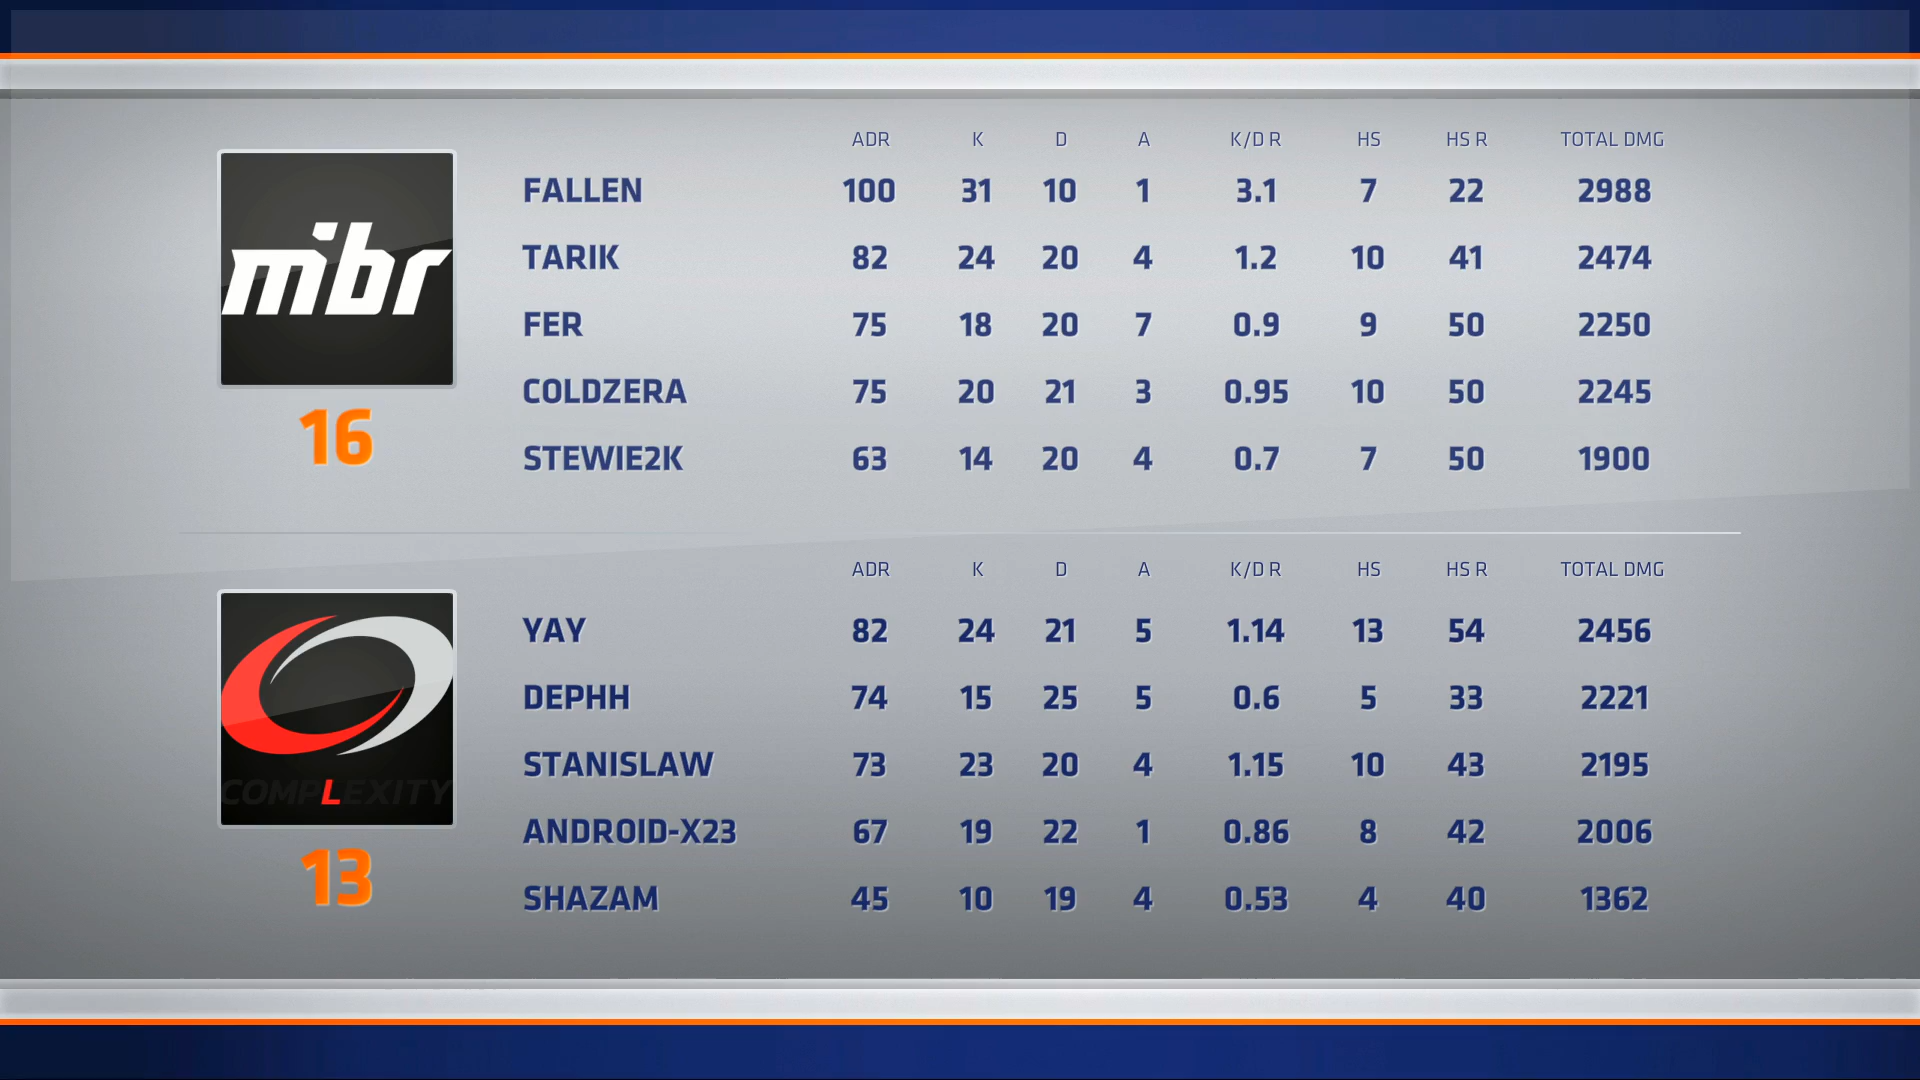 ADR K D A K/D R HS HS R TOTAL DMG
mibr
FALLEN 100 31 10 1 3.1 7 22 2988
TARIK 82 24 20 4 1.2 10 41 2474
FER 75 18 20 7 0.9 9 50 2250
COLDZERA 75 20 21 3 0.95 10 50 2245
16
STEWIE2K 63 14 20 4 0.7 7 50 1900
ADR K D A K/D R HS HS R TOTAL DMG
YAY 82 24 21 5 1.14 13 54 2456
DEPHH 74 15 25 5 0.6 5 33 2221
STANISLAW 73 23 20 4 1.15 10 43 2195
COMPLEXITY
ANDROID-X23 67 19 22 1 0.86 8 42 2006
13
SHAZAM 45 10 19 4 0.53 4 40 1362